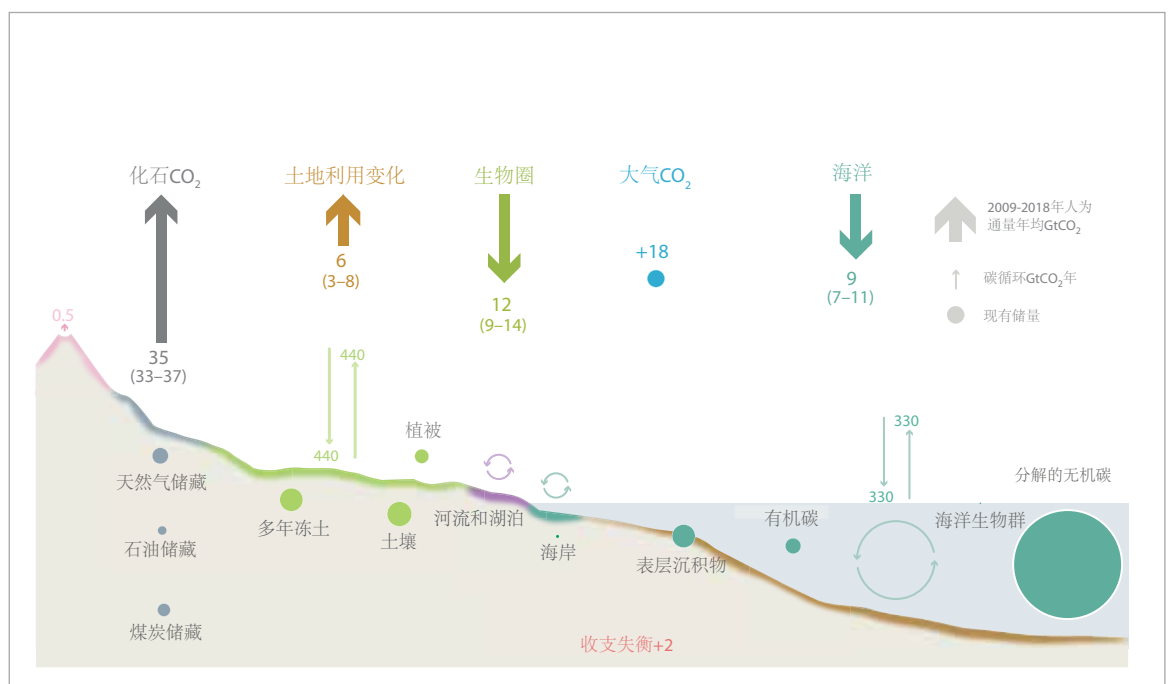 化石CO₂
土地利用变化
生物圈
大气CO₂
海洋
2009-2018年人为
通量年均GtCO₂
碳循环GtCO₂年
现有储量
+18
6
(3–8)
9
(7–11)
12
(9–14)
0.5
35
(33–37)
440
440
330
330
植被
天然气储藏
多年冻土
土壤
河流和湖泊
石油储藏
海岸
表层沉积物
有机碳
海洋生物群
分解的无机碳
煤炭储藏
收支失衡+2